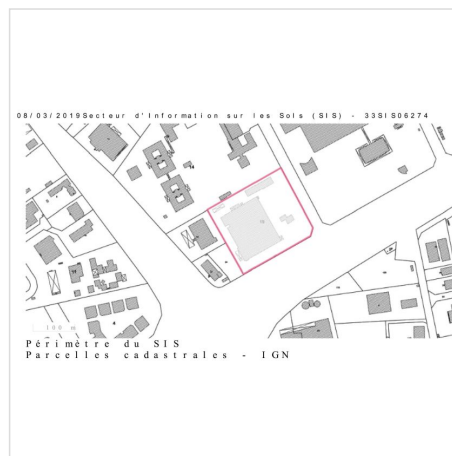 08/03/2019Secteur d'Information sur les Sols (SIS) - 33SIS06274
100 m
Périmètre du SIS
Parcelles cadastrales - IGN